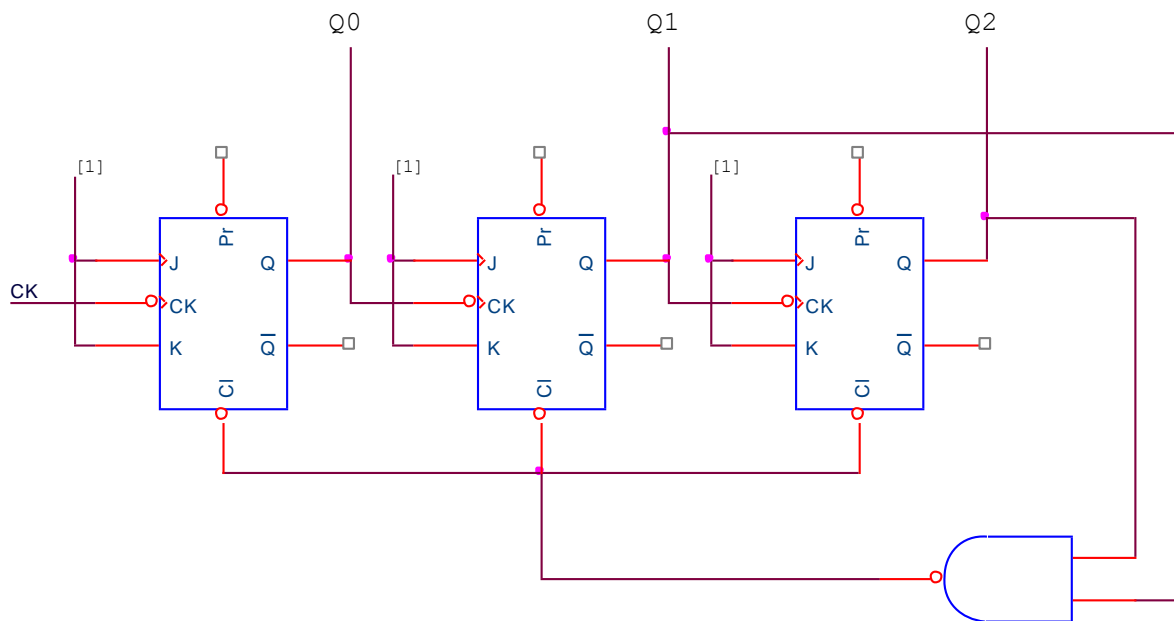 Q0 Q1 Q2
[1] [1] [1]
Pr Pr Pr
J Q J Q J Q
CK
CK CK CK
K Q̅ K Q̅ K Q̅
Cl Cl Cl